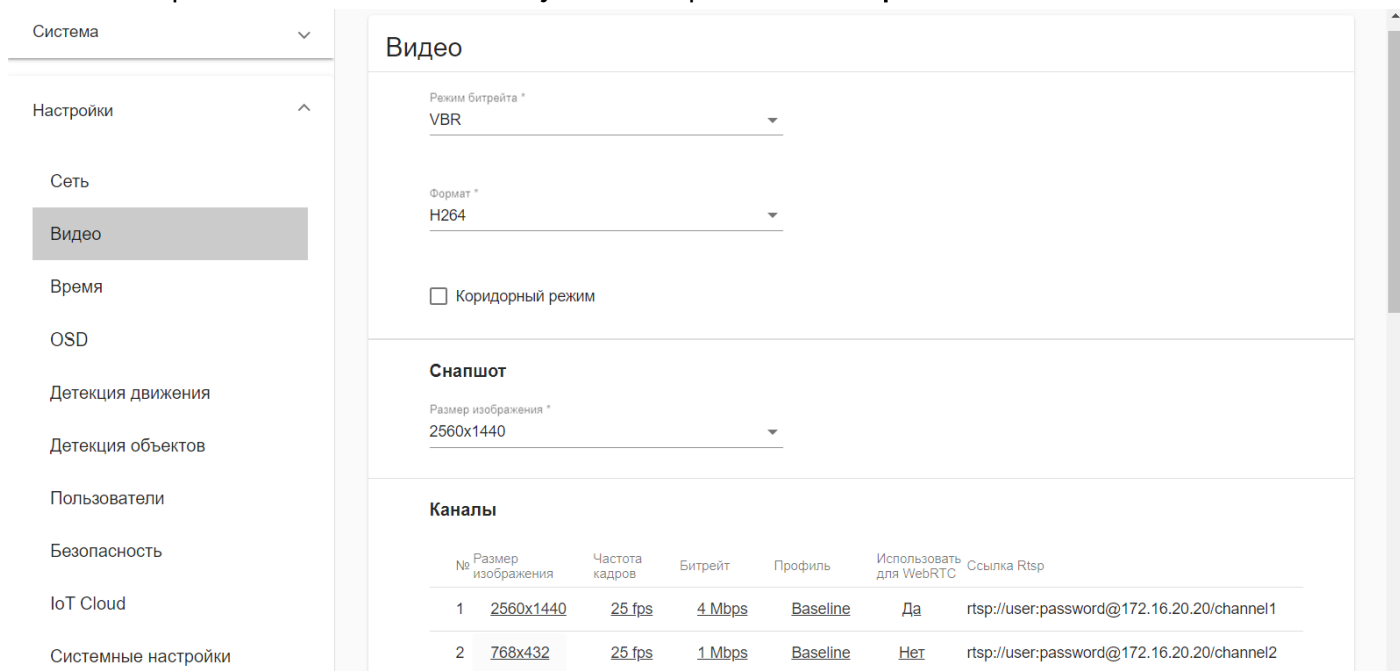 Система
Настройки
Сеть
Видео
Время
OSD
Детекция движения
Детекция объектов
Пользователи
Безопасность
IoT Cloud
Системные настройки
Видео
Режим битрейта *
VBR
Формат *
H264
Коридорный режим
Снапшот
Размер изображения *
2560x1440
Каналы
№ Размер изображения Частота кадров Битрейт Профиль Использовать для WebRTC Ссылка Rtsp
1 2560x1440 25 fps 4 Mbps Baseline Да rtsp://user:password@172.16.20.20/channel1
2 768x432 25 fps 1 Mbps Baseline Нет rtsp://user:password@172.16.20.20/channel2